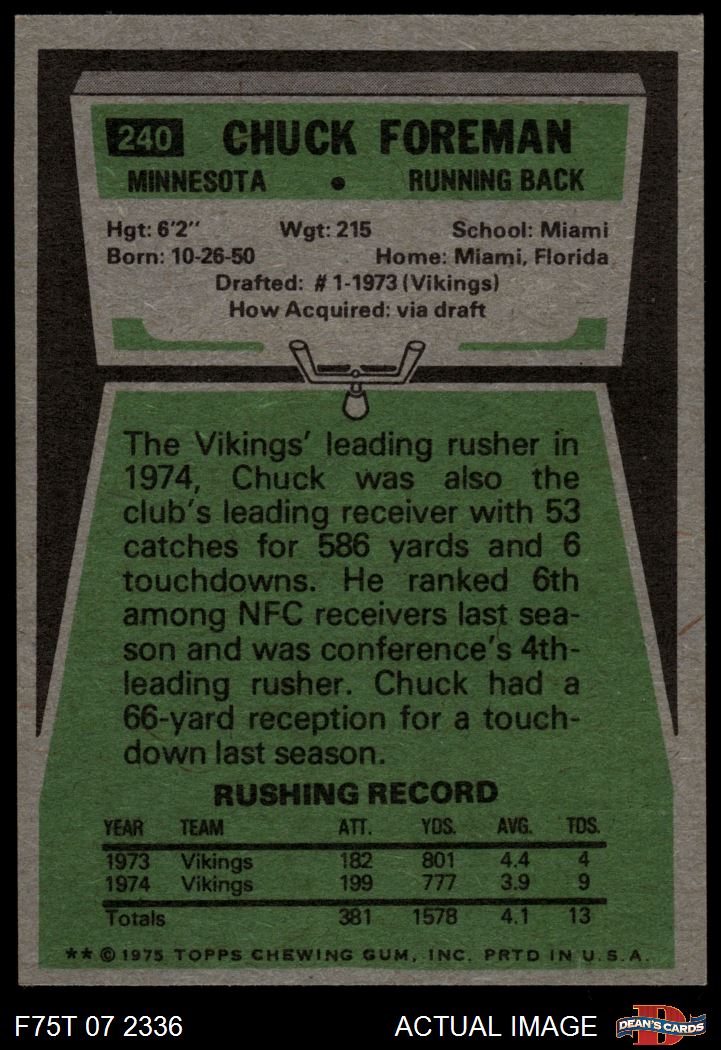 240 CHUCK FOREMAN
MINNESOTA • RUNNING BACK
Hgt: 6'2" Wgt: 215 School: Miami
Born: 10-26-50 Home: Miami, Florida
Drafted: #1-1973 (Vikings)
How Acquired: via draft
The Vikings' leading rusher in
1974, Chuck was also the
club's leading receiver with 53
catches for 586 yards and 6
touchdowns. He ranked 6th
among NFC receivers last sea-
son and was conference's 4th-
leading rusher. Chuck had a
66-yard reception for a touch-
down last season.
RUSHING RECORD
YEAR TEAM ATT. YDS. AVG. TDS.
1973 Vikings 182 801 4.4 4
1974 Vikings 199 777 3.9 9
Totals 381 1578 4.1 13
** © 1975 TOPPS CHEWING GUM, INC. PRTD IN U.S.A.
F75T 07 2336 ACTUAL IMAGE DEAN'S CARDS